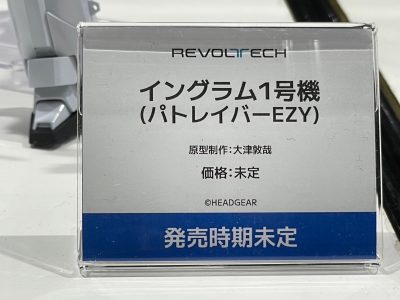 REVOLTECH
イングラム1号機
(パトレイバーEZY)
原型制作:大津敦哉
価格:未定
©HEADGEAR
発売時期未定